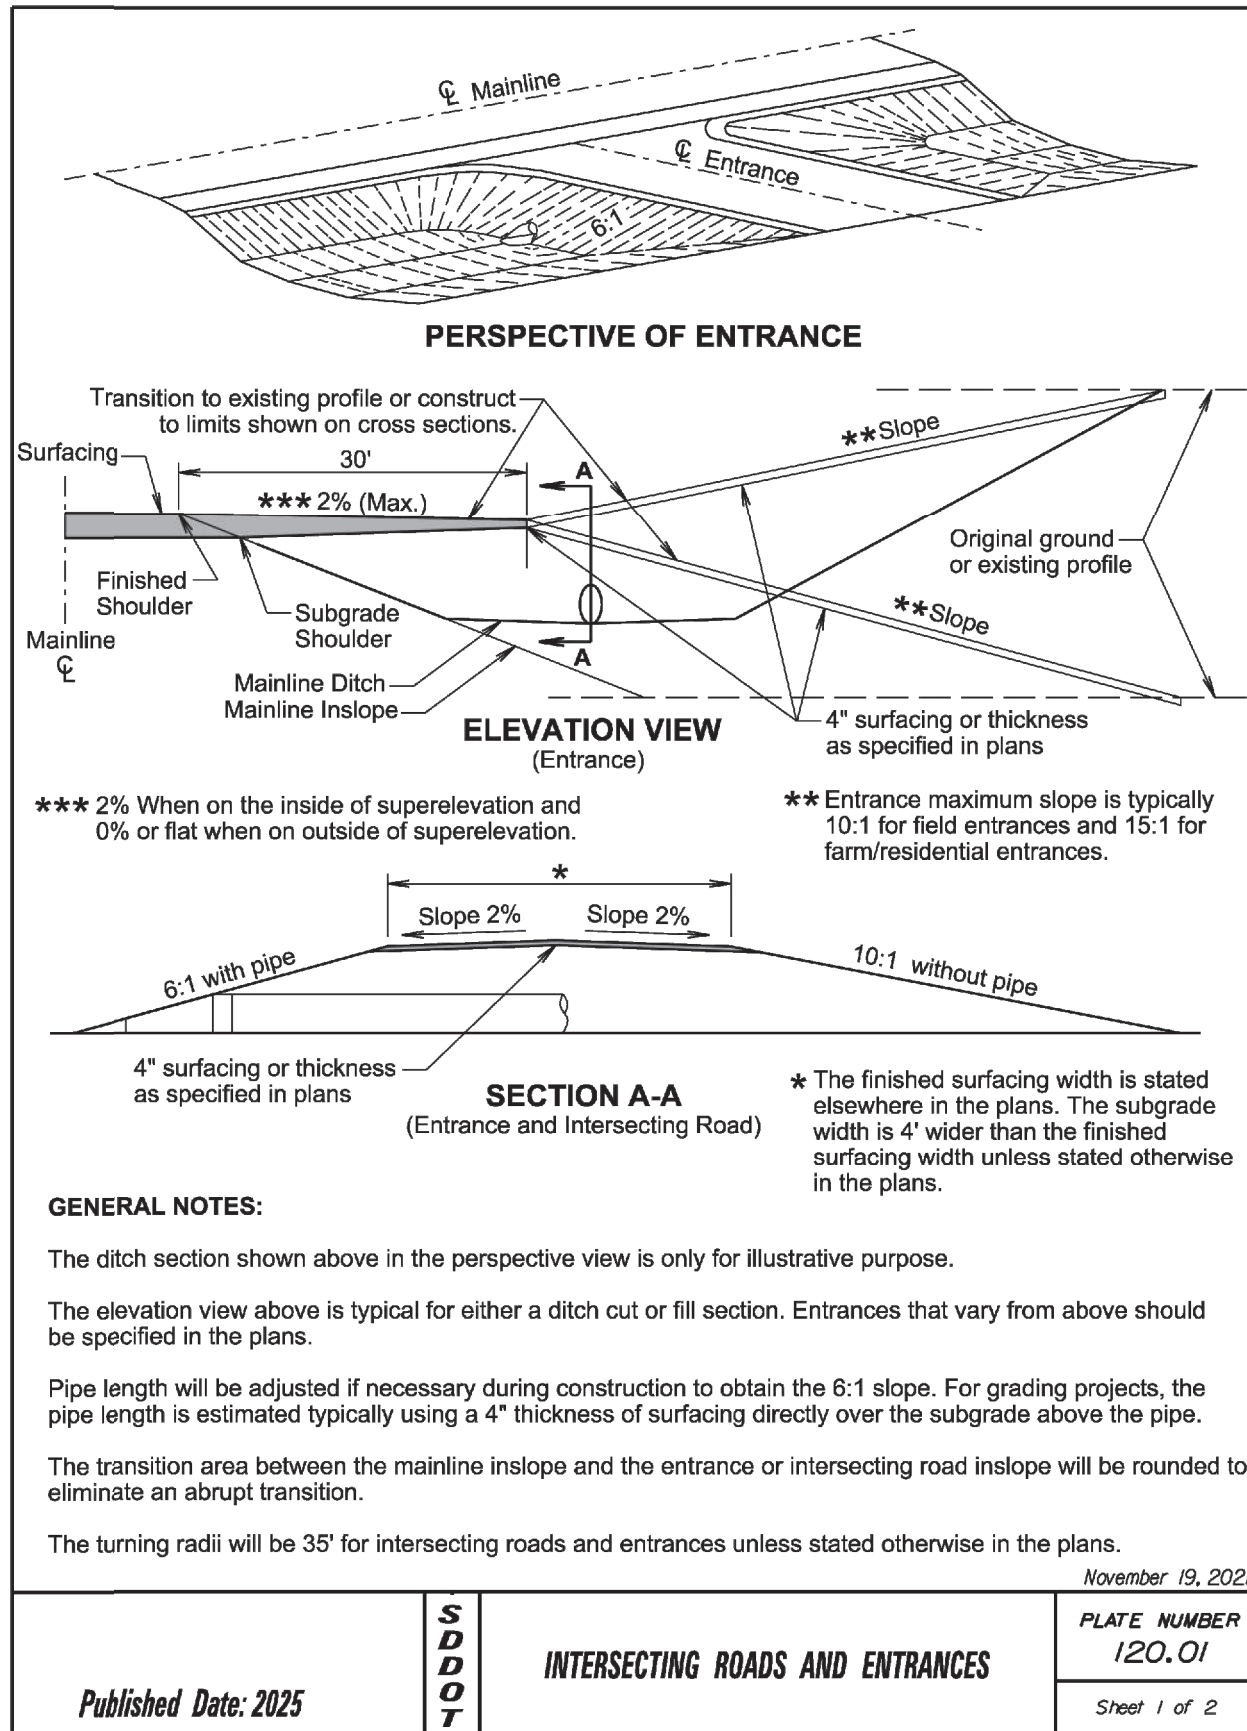 ℄ Mainline
℄ Entrance
6:1
PERSPECTIVE OF ENTRANCE
Transition to existing profile or construct
to limits shown on cross sections.
Surfacing
30'
A
**Slope
*** 2% (Max.)
Original ground
or existing profile
Finished
Shoulder
Subgrade
Shoulder
**Slope
Mainline
℄
A
Mainline Ditch
Mainline Inslope
ELEVATION VIEW
(Entrance)
4" surfacing or thickness
as specified in plans
*** 2% When on the inside of superelevation and
0% or flat when on outside of superelevation.
** Entrance maximum slope is typically
10:1 for field entrances and 15:1 for
farm/residential entrances.
*
Slope 2% Slope 2%
6:1 with pipe
10:1 without pipe
4" surfacing or thickness
as specified in plans
SECTION A-A
(Entrance and Intersecting Road)
* The finished surfacing width is stated
elsewhere in the plans. The subgrade
width is 4' wider than the finished
surfacing width unless stated otherwise
in the plans.
GENERAL NOTES:
The ditch section shown above in the perspective view is only for illustrative purpose.
The elevation view above is typical for either a ditch cut or fill section. Entrances that vary from above should
be specified in the plans.
Pipe length will be adjusted if necessary during construction to obtain the 6:1 slope. For grading projects, the
pipe length is estimated typically using a 4" thickness of surfacing directly over the subgrade above the pipe.
The transition area between the mainline inslope and the entrance or intersecting road inslope will be rounded to
eliminate an abrupt transition.
The turning radii will be 35' for intersecting roads and entrances unless stated otherwise in the plans.
November 19,
Published Date: 2025
S
D
D
O
T
INTERSECTING ROADS AND ENTRANCES
PLATE NUMBER
120.01
Sheet 1 of 2